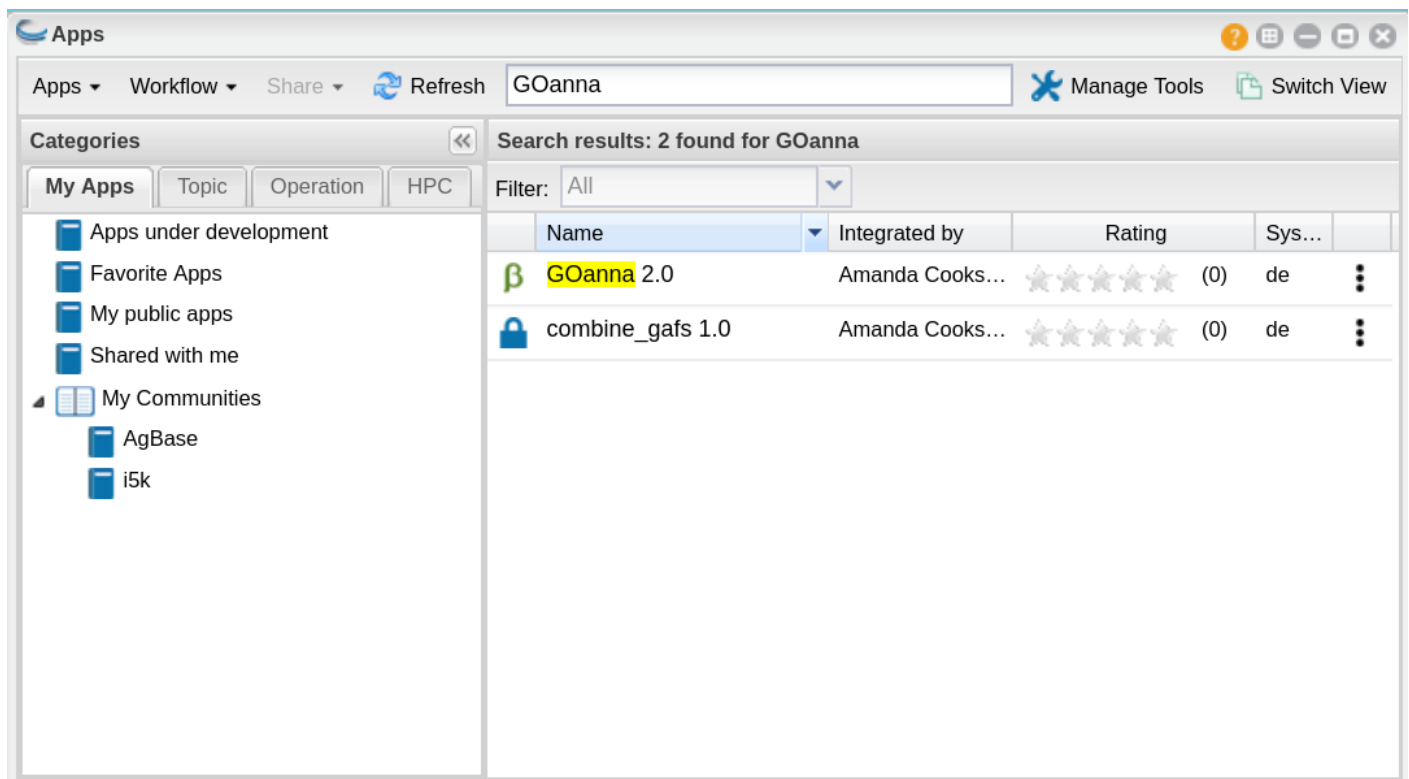 Apps
Apps Workflow Share Refresh GOanna Manage Tools Switch View
Categories
My Apps Topic Operation HPC
Apps under development
Favorite Apps
My public apps
Shared with me
My Communities
AgBase
i5k
Search results: 2 found for GOanna
Filter: All
Name Integrated by Rating Sys...
β GOanna 2.0 Amanda Cooks... (0) de
combine_gafs 1.0 Amanda Cooks... (0) de